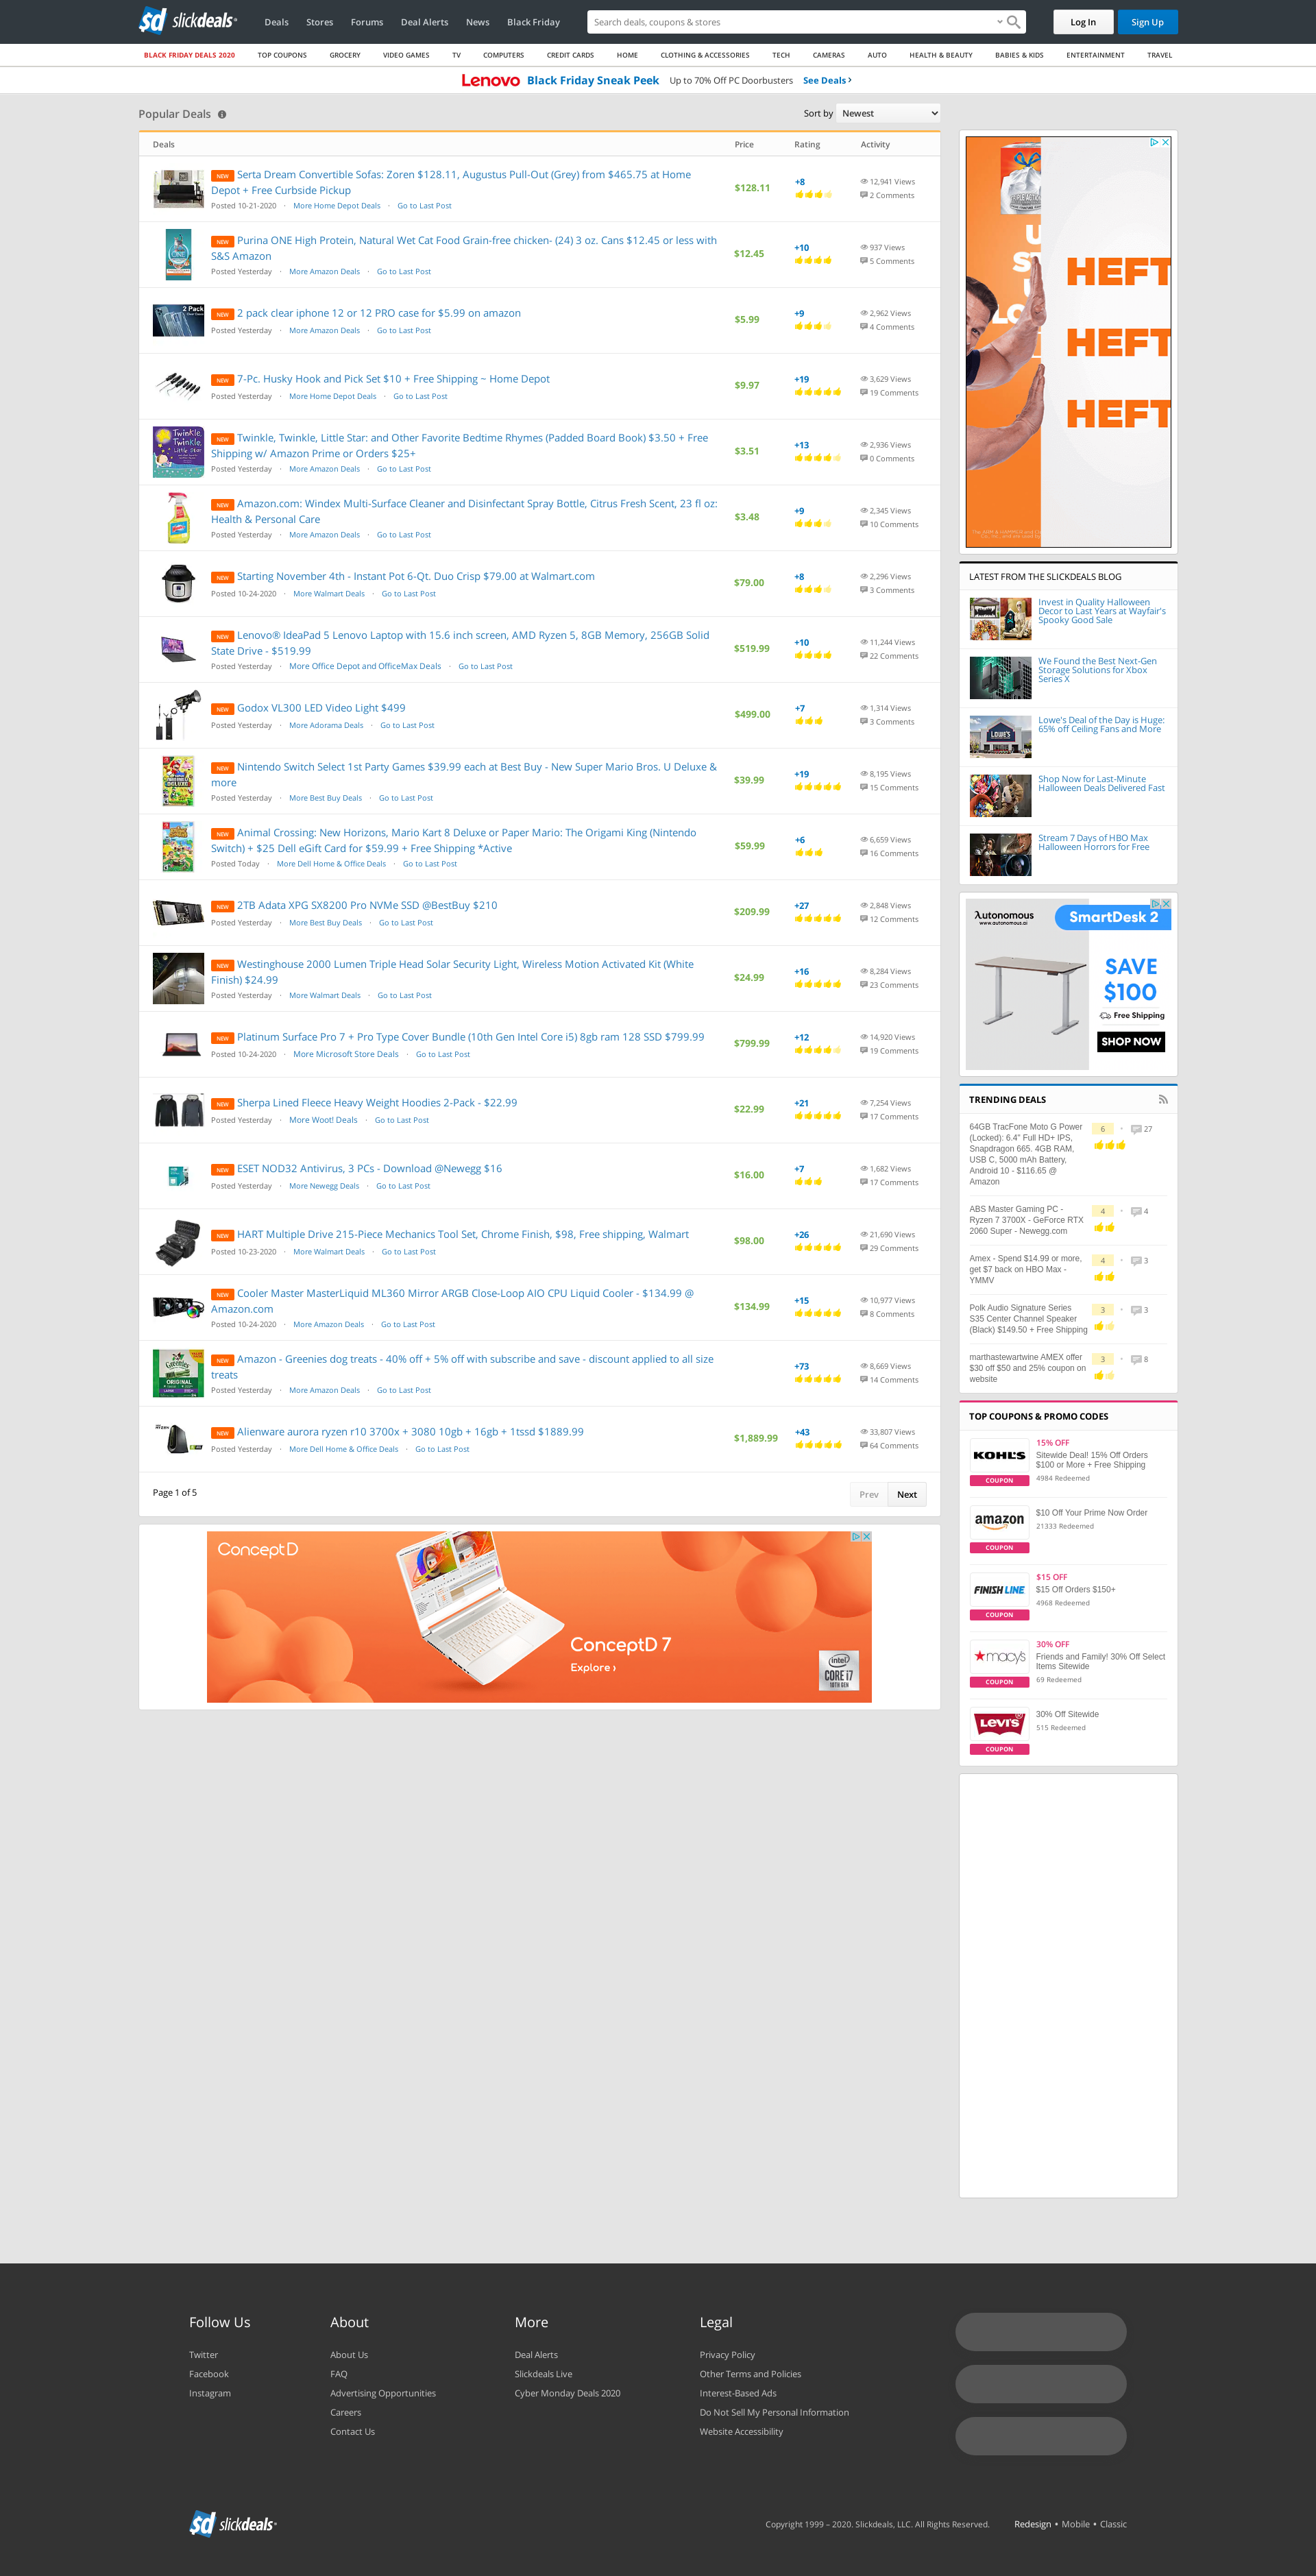 slickdeals
Deals
Stores
Forums
Deal Alerts
News
Black Friday
Search deals, coupons & stores
Log In
Sign Up
BLACK FRIDAY DEALS 2020
TOP COUPONS
GROCERY
VIDEO GAMES
TV
COMPUTERS
CREDIT CARDS
HOME
CLOTHING & ACCESSORIES
TECH
CAMERAS
AUTO
HEALTH & BEAUTY
BABIES & KIDS
ENTERTAINMENT
TRAVEL
Lenovo Black Friday Sneak Peek Up to 70% Off PC Doorbusters See Deals ›
Popular Deals
Sort by Newest
Deals Price Rating Activity
NEW Serta Dream Convertible Sofas: Zoren $128.11, Augustus Pull-Out (Grey) from $465.75 at Home
Depot + Free Curbside Pickup
Posted 10-21-2020 · More Home Depot Deals · Go to Last Post
$128.11
+8
12,941 Views
2 Comments
NEW Purina ONE High Protein, Natural Wet Cat Food Grain-free chicken- (24) 3 oz. Cans $12.45 or less with
S&S Amazon
Posted Yesterday · More Amazon Deals · Go to Last Post
$12.45
+10
937 Views
5 Comments
2 Pack
NEW 2 pack clear iphone 12 or 12 PRO case for $5.99 on amazon
Posted Yesterday · More Amazon Deals · Go to Last Post
$5.99
+9
2,962 Views
4 Comments
NEW 7-Pc. Husky Hook and Pick Set $10 + Free Shipping ~ Home Depot
Posted Yesterday · More Home Depot Deals · Go to Last Post
$9.97
+19
3,629 Views
19 Comments
Twinkle, Twinkle, Little Star
NEW Twinkle, Twinkle, Little Star: and Other Favorite Bedtime Rhymes (Padded Board Book) $3.50 + Free
Shipping w/ Amazon Prime or Orders $25+
Posted Yesterday · More Amazon Deals · Go to Last Post
$3.51
+13
2,936 Views
0 Comments
NEW Amazon.com: Windex Multi-Surface Cleaner and Disinfectant Spray Bottle, Citrus Fresh Scent, 23 fl oz:
Health & Personal Care
Posted Yesterday · More Amazon Deals · Go to Last Post
$3.48
+9
2,345 Views
10 Comments
NEW Starting November 4th - Instant Pot 6-Qt. Duo Crisp $79.00 at Walmart.com
Posted 10-24-2020 · More Walmart Deals · Go to Last Post
$79.00
+8
2,296 Views
3 Comments
NEW Lenovo® IdeaPad 5 Lenovo Laptop with 15.6 inch screen, AMD Ryzen 5, 8GB Memory, 256GB Solid
State Drive - $519.99
Posted Yesterday · More Office Depot and OfficeMax Deals · Go to Last Post
$519.99
+10
11,244 Views
22 Comments
NEW Godox VL300 LED Video Light $499
Posted Yesterday · More Adorama Deals · Go to Last Post
$499.00
+7
1,314 Views
3 Comments
NEW Nintendo Switch Select 1st Party Games $39.99 each at Best Buy - New Super Mario Bros. U Deluxe &
more
Posted Yesterday · More Best Buy Deals · Go to Last Post
$39.99
+19
8,195 Views
15 Comments
NEW Animal Crossing: New Horizons, Mario Kart 8 Deluxe or Paper Mario: The Origami King (Nintendo
Switch) + $25 Dell eGift Card for $59.99 + Free Shipping *Active
Posted Today · More Dell Home & Office Deals · Go to Last Post
$59.99
+6
6,659 Views
16 Comments
NEW 2TB Adata XPG SX8200 Pro NVMe SSD @BestBuy $210
Posted Yesterday · More Best Buy Deals · Go to Last Post
$209.99
+27
2,848 Views
12 Comments
NEW Westinghouse 2000 Lumen Triple Head Solar Security Light, Wireless Motion Activated Kit (White
Finish) $24.99
Posted Yesterday · More Walmart Deals · Go to Last Post
$24.99
+16
8,284 Views
23 Comments
NEW Platinum Surface Pro 7 + Pro Type Cover Bundle (10th Gen Intel Core i5) 8gb ram 128 SSD $799.99
Posted 10-24-2020 · More Microsoft Store Deals · Go to Last Post
$799.99
+12
14,920 Views
19 Comments
NEW Sherpa Lined Fleece Heavy Weight Hoodies 2-Pack - $22.99
Posted Yesterday · More Woot! Deals · Go to Last Post
$22.99
+21
7,254 Views
17 Comments
NEW ESET NOD32 Antivirus, 3 PCs - Download @Newegg $16
Posted Yesterday · More Newegg Deals · Go to Last Post
$16.00
+7
1,682 Views
17 Comments
NEW HART Multiple Drive 215-Piece Mechanics Tool Set, Chrome Finish, $98, Free shipping, Walmart
Posted 10-23-2020 · More Walmart Deals · Go to Last Post
$98.00
+26
21,690 Views
29 Comments
NEW Cooler Master MasterLiquid ML360 Mirror ARGB Close-Loop AIO CPU Liquid Cooler - $134.99 @
Amazon.com
Posted 10-24-2020 · More Amazon Deals · Go to Last Post
$134.99
+15
10,977 Views
8 Comments
Greenies
ORIGINAL
NEW Amazon - Greenies dog treats - 40% off + 5% off with subscribe and save - discount applied to all size
treats
Posted Yesterday · More Amazon Deals · Go to Last Post
+73
8,669 Views
14 Comments
NEW Alienware aurora ryzen r10 3700x + 3080 10gb + 16gb + 1tssd $1889.99
Posted Yesterday · More Dell Home & Office Deals · Go to Last Post
$1,889.99
+43
33,807 Views
64 Comments
Page 1 of 5
Prev Next
ConceptD
ConceptD 7
Explore ›
intel
CORE i7
10TH GEN
HEFT
HEFT
HEFT
LATEST FROM THE SLICKDEALS BLOG
Invest in Quality Halloween
Decor to Last Years at Wayfair's
Spooky Good Sale
We Found the Best Next-Gen
Storage Solutions for Xbox
Series X
LOWE'S
Lowe's Deal of the Day is Huge:
65% off Ceiling Fans and More
Shop Now for Last-Minute
Halloween Deals Delivered Fast
Stream 7 Days of HBO Max
Halloween Horrors for Free
Autonomous
www.autonomous.ai
SmartDesk 2
SAVE
$100
Free Shipping
SHOP NOW
TRENDING DEALS
64GB TracFone Moto G Power
(Locked): 6.4" Full HD+ IPS,
Snapdragon 665. 4GB RAM,
USB C, 5000 mAh Battery,
Android 10 - $116.65 @
Amazon
6 · 27
ABS Master Gaming PC -
Ryzen 7 3700X - GeForce RTX
2060 Super - Newegg.com
4 · 4
Amex - Spend $14.99 or more,
get $7 back on HBO Max -
YMMV
4 · 3
Polk Audio Signature Series
S35 Center Channel Speaker
(Black) $149.50 + Free Shipping
3 · 3
marthastewartwine AMEX offer
$30 off $50 and 25% coupon on
website
3 · 8
TOP COUPONS & PROMO CODES
KOHL'S
COUPON
15% OFF
Sitewide Deal! 15% Off Orders
$100 or More + Free Shipping
4984 Redeemed
amazon
COUPON
$10 Off Your Prime Now Order
21333 Redeemed
FINISH LINE
COUPON
$15 OFF
$15 Off Orders $150+
4968 Redeemed
macy's
COUPON
30% OFF
Friends and Family! 30% Off Select
Items Sitewide
69 Redeemed
LEVI'S
COUPON
30% Off Sitewide
515 Redeemed
Follow Us
Twitter
Facebook
Instagram
About
About Us
FAQ
Advertising Opportunities
Careers
Contact Us
More
Deal Alerts
Slickdeals Live
Cyber Monday Deals 2020
Legal
Privacy Policy
Other Terms and Policies
Interest-Based Ads
Do Not Sell My Personal Information
Website Accessibility
slickdeals
Copyright 1999 – 2020. Slickdeals, LLC. All Rights Reserved.
Redesign • Mobile • Classic